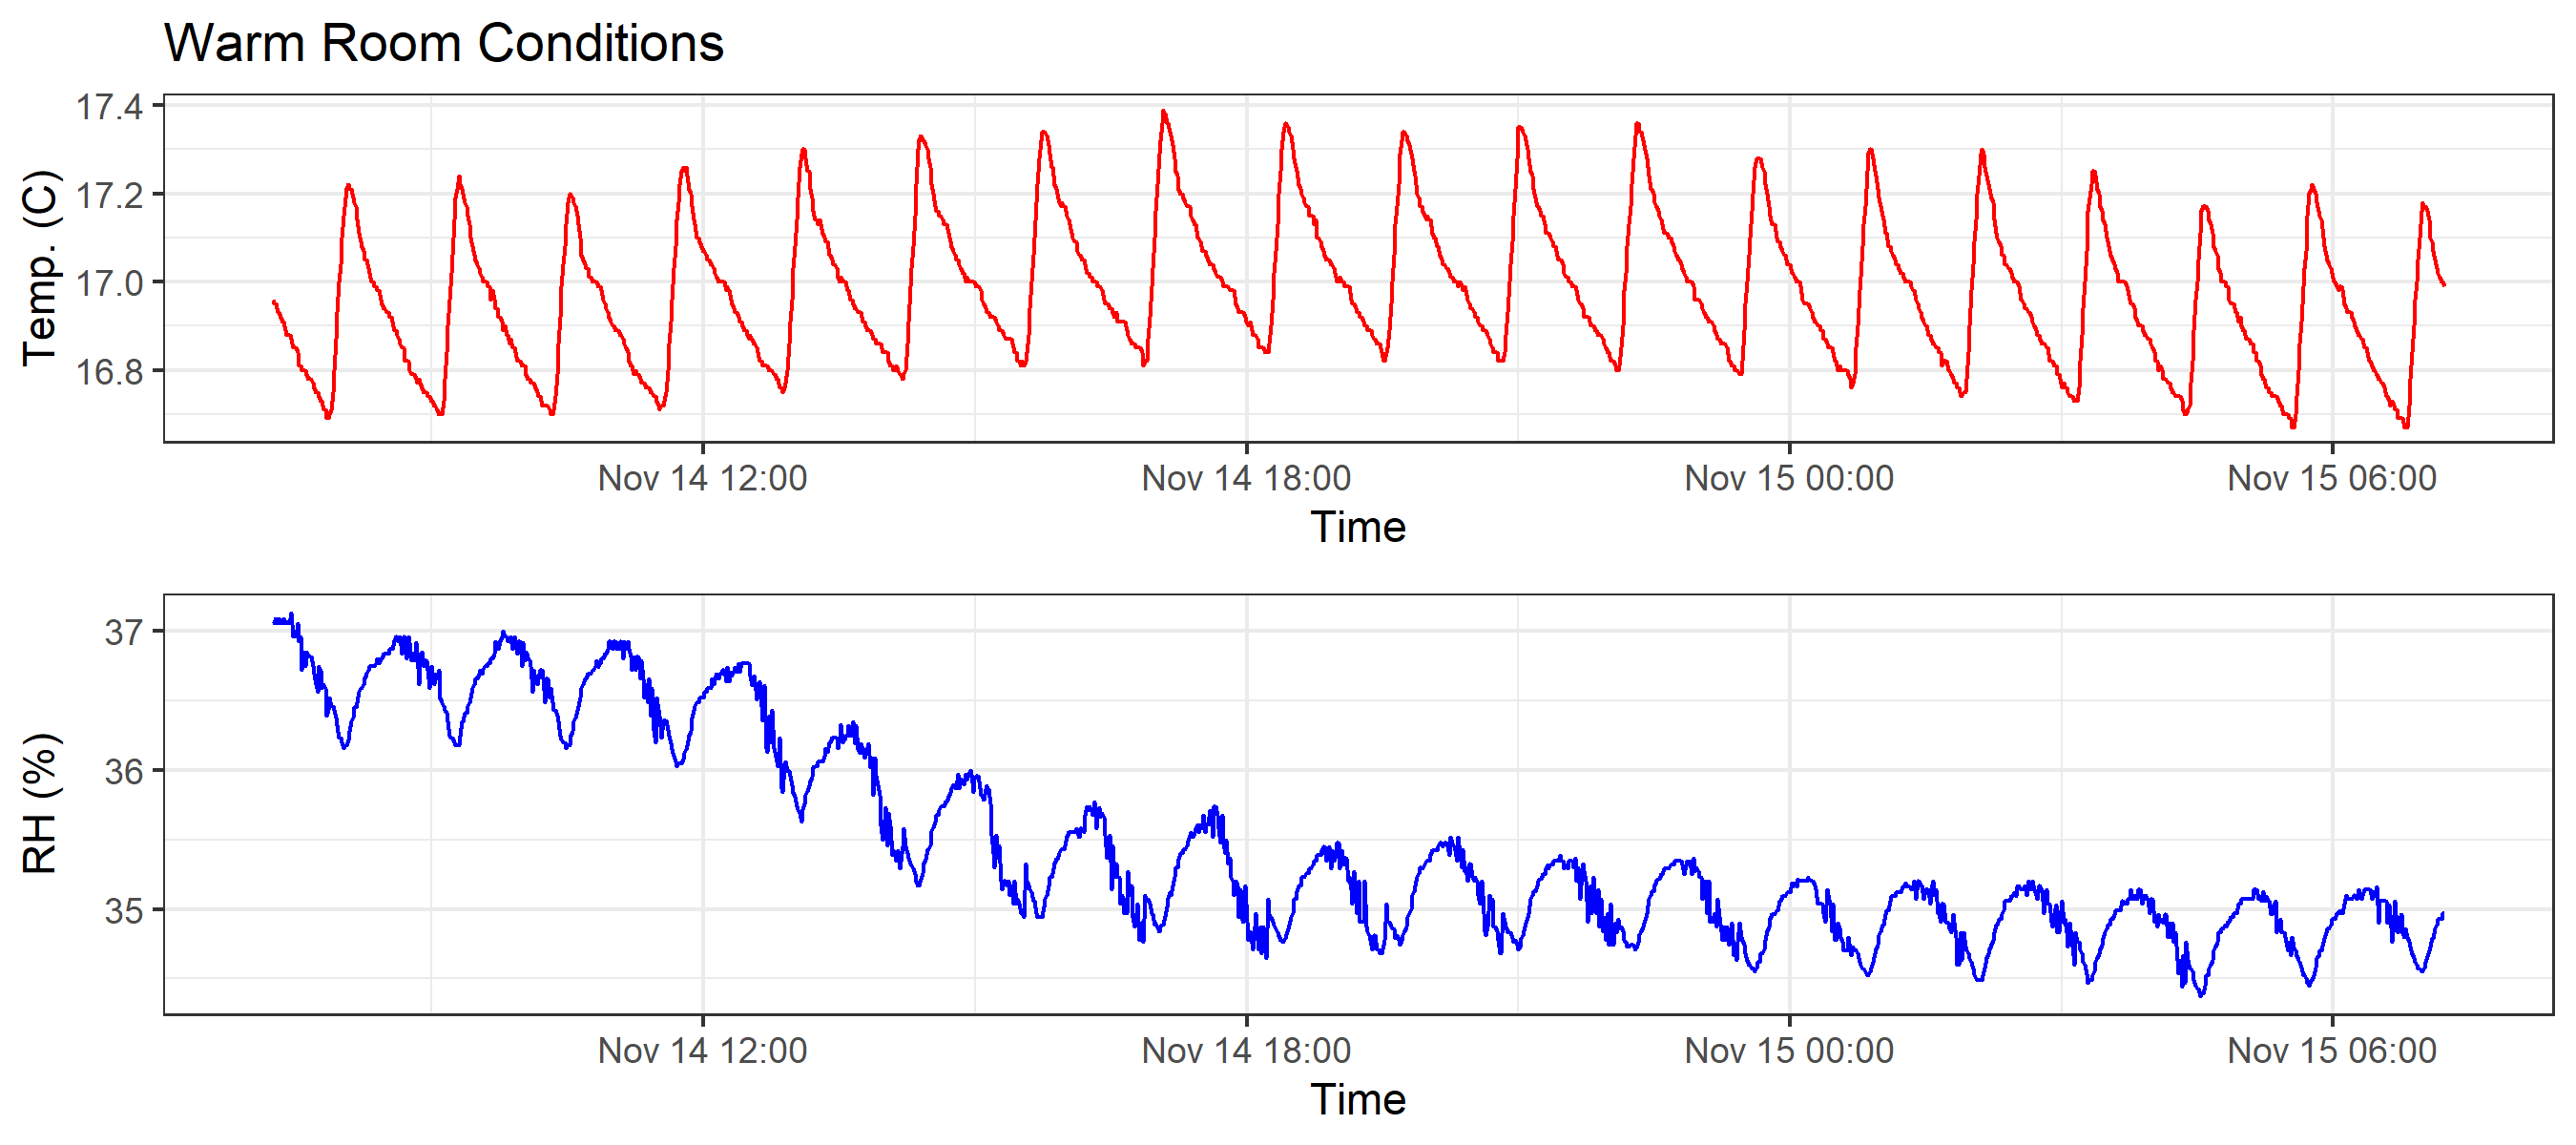 Warm Room Conditions
17.4
17.2
17.0
16.8
Temp. (C)
Nov 14 12:00 Nov 14 18:00 Nov 15 00:00 Nov 15 06:00
Time
37
36
35
RH (%)
Nov 14 12:00 Nov 14 18:00 Nov 15 00:00 Nov 15 06:00
Time